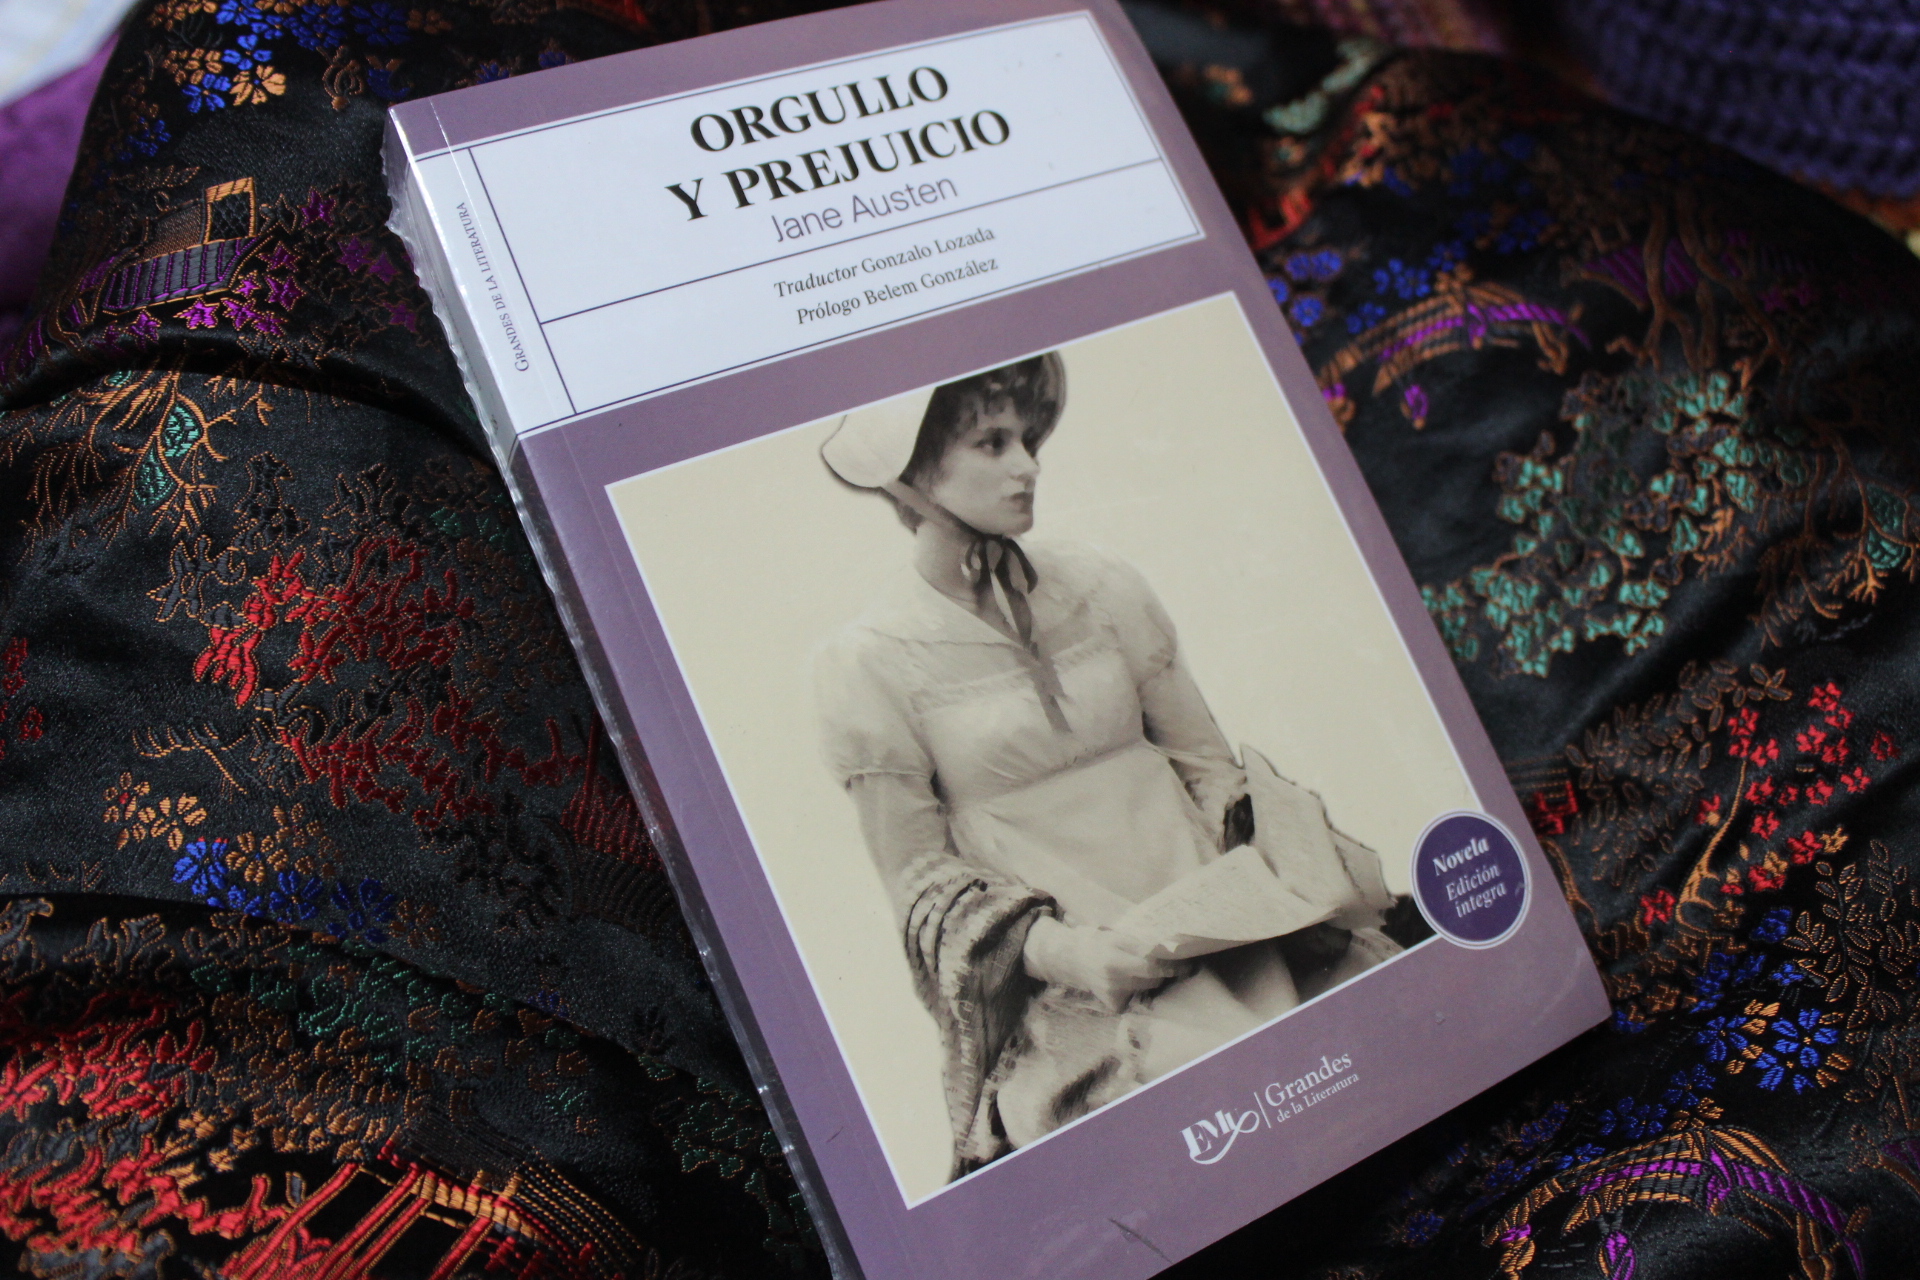 ORGULLO
Y PREJUICIO
Jane Austen
Traductor Gonzalo Lozada
Prólogo Belem González
GRANDES DE LA LITERATURA
Novela
Edición
íntegra
EMU
Grandes
de la Literatura